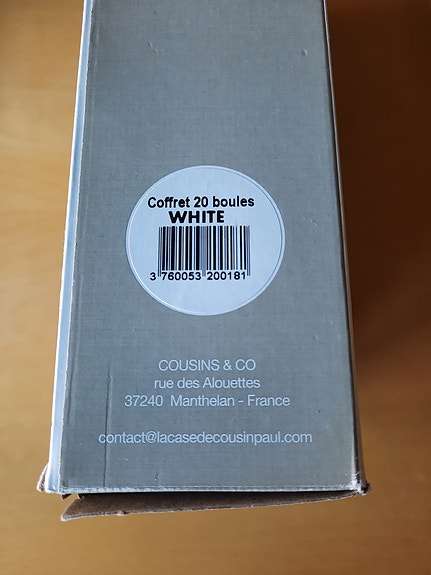 Coffret 20 boules
WHITE
3 760053 200181
COUSINS & CO
rue des Alouettes
37240 Manthelan - France
contact@lacasedecousinpaul.com